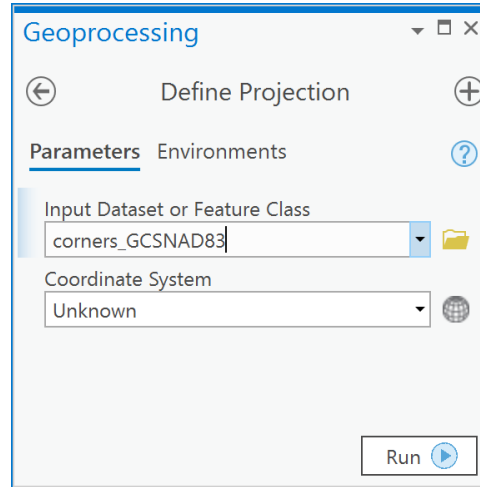 Geoprocessing
Define Projection
Parameters Environments
Input Dataset or Feature Class
corners_GCSNAD83
Coordinate System
Unknown
Run